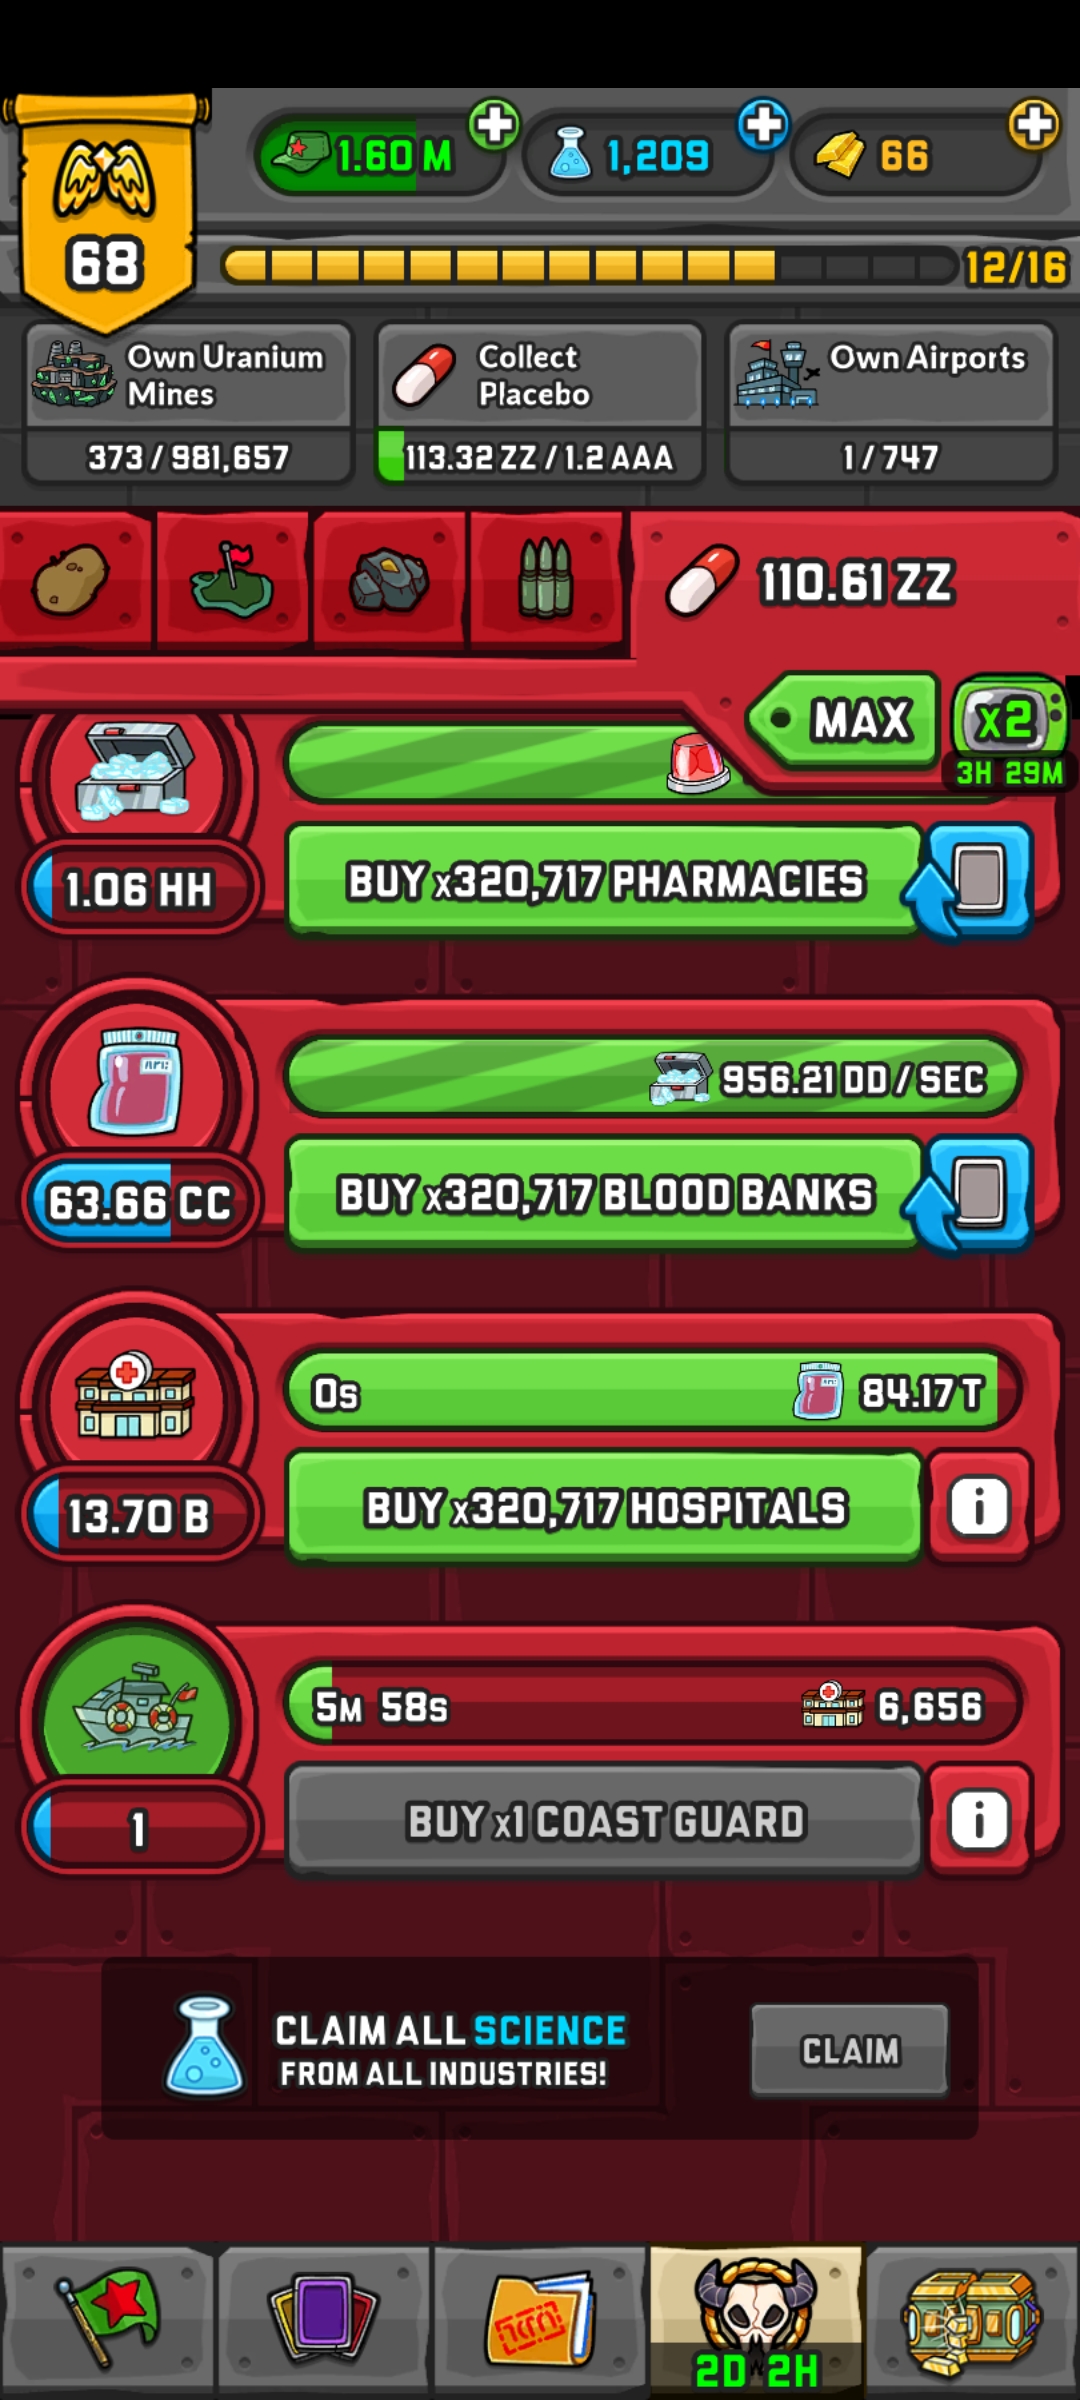 68
1.60 M
1,209
66
12/16
Own Uranium
Mines
373 / 981,657
Collect
Placebo
113.32 ZZ / 1.2 AAA
Own Airports
1 / 747
110.61 ZZ
MAX
x2
3H 29M
1.06 HH
BUY x320,717 PHARMACIES
956.21 DD / SEC
63.66 CC
BUY x320,717 BLOOD BANKS
0s
84.17 T
13.70 B
BUY x320,717 HOSPITALS
5M 58s
6,656
1
BUY x1 COAST GUARD
CLAIM ALL SCIENCE
FROM ALL INDUSTRIES!
CLAIM
2D 2H